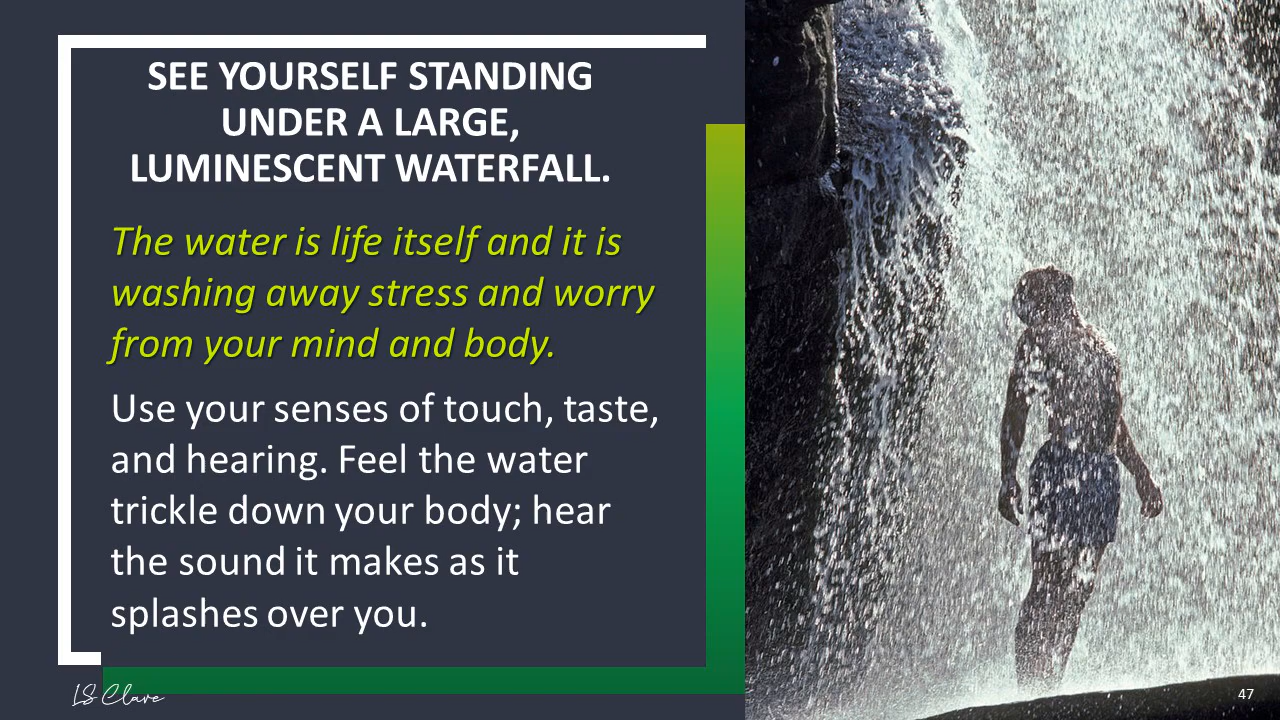 SEE YOURSELF STANDING
UNDER A LARGE,
LUMINESCENT WATERFALL.
The water is life itself and it is
washing away stress and worry
from your mind and body.
Use your senses of touch, taste,
and hearing. Feel the water
trickle down your body; hear
the sound it makes as it
splashes over you.
LS Clave
47